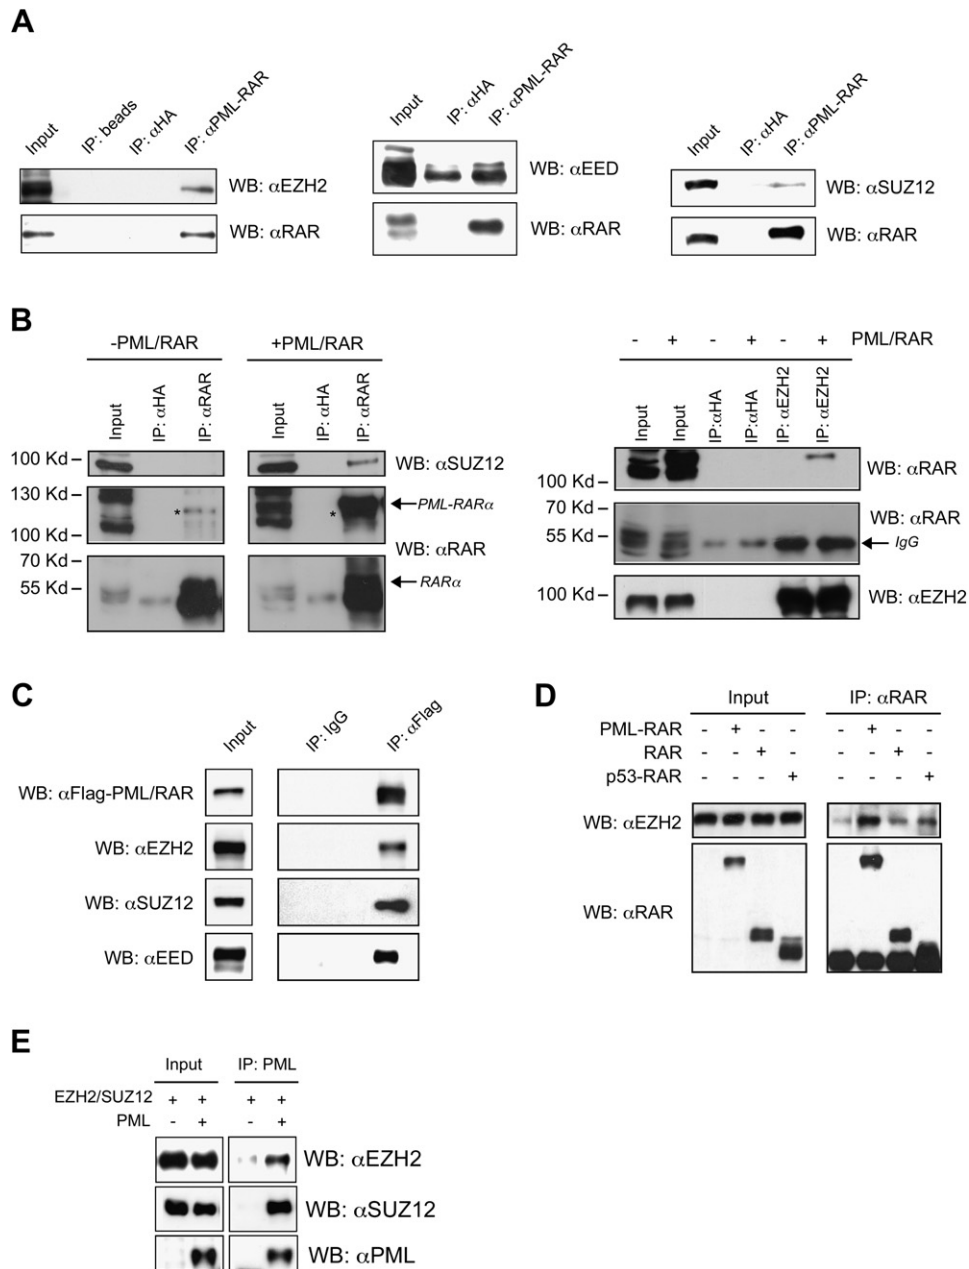 A
Input
IP: beads
IP: αHA
IP: αPML-RAR
WB: αEZH2
WB: αRAR
Input
IP: αHA
IP: αPML-RAR
WB: αEED
WB: αRAR
Input
IP: αHA
IP: αPML-RAR
WB: αSUZ12
WB: αRAR
B
-PML/RAR
+PML/RAR
Input
IP: αHA
IP: αRAR
Input
IP: αHA
IP: αRAR
100 Kd
WB: αSUZ12
130 Kd
*
*
PML-RARα
100 Kd
WB: αRAR
70 Kd
RARα
55 Kd
- + - + - + PML/RAR
Input
Input
IP:αHA
IP:αHA
IP: αEZH2
IP: αEZH2
WB: αRAR
100 Kd
70 Kd
WB: αRAR
55 Kd
IgG
100 Kd
WB: αEZH2
C
Input
IP: IgG
IP: αFlag
WB: αFlag-PML/RAR
WB: αEZH2
WB: αSUZ12
WB: αEED
D
Input IP: αRAR
PML-RAR - + - - - + - -
RAR - - + - - - + -
p53-RAR - - - + - - - +
WB: αEZH2
WB: αRAR
E
Input IP: PML
EZH2/SUZ12 + + + +
PML - + - +
WB: αEZH2
WB: αSUZ12
WB: αPML